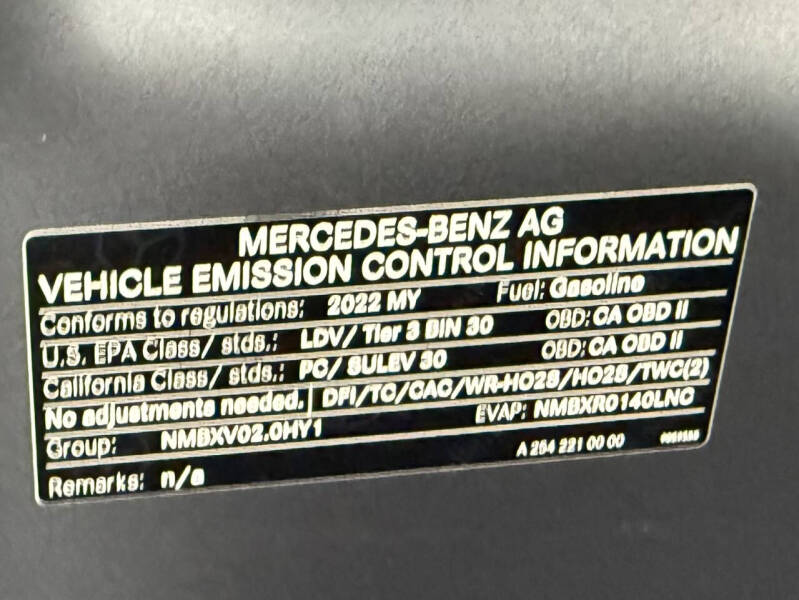 MERCEDES-BENZ AG
VEHICLE EMISSION CONTROL INFORMATION
Conforms to regulations: 2022 MY Fuel: Gasoline
U.S. EPA Class/ stds.: LDV/ Tier 3 BIN 30 OBD: CA OBD II
California Class/ stds.: PC/ SULEV 30 OBD: CA OBD II
No adjustments needed. DFI/TC/CAC/WR-HO2S/HO2S/TWC(2)
Group: NMBXV02.0HY1 EVAP: NMBXR0140LNC
A 264 221 00 00
Remarks: n/a